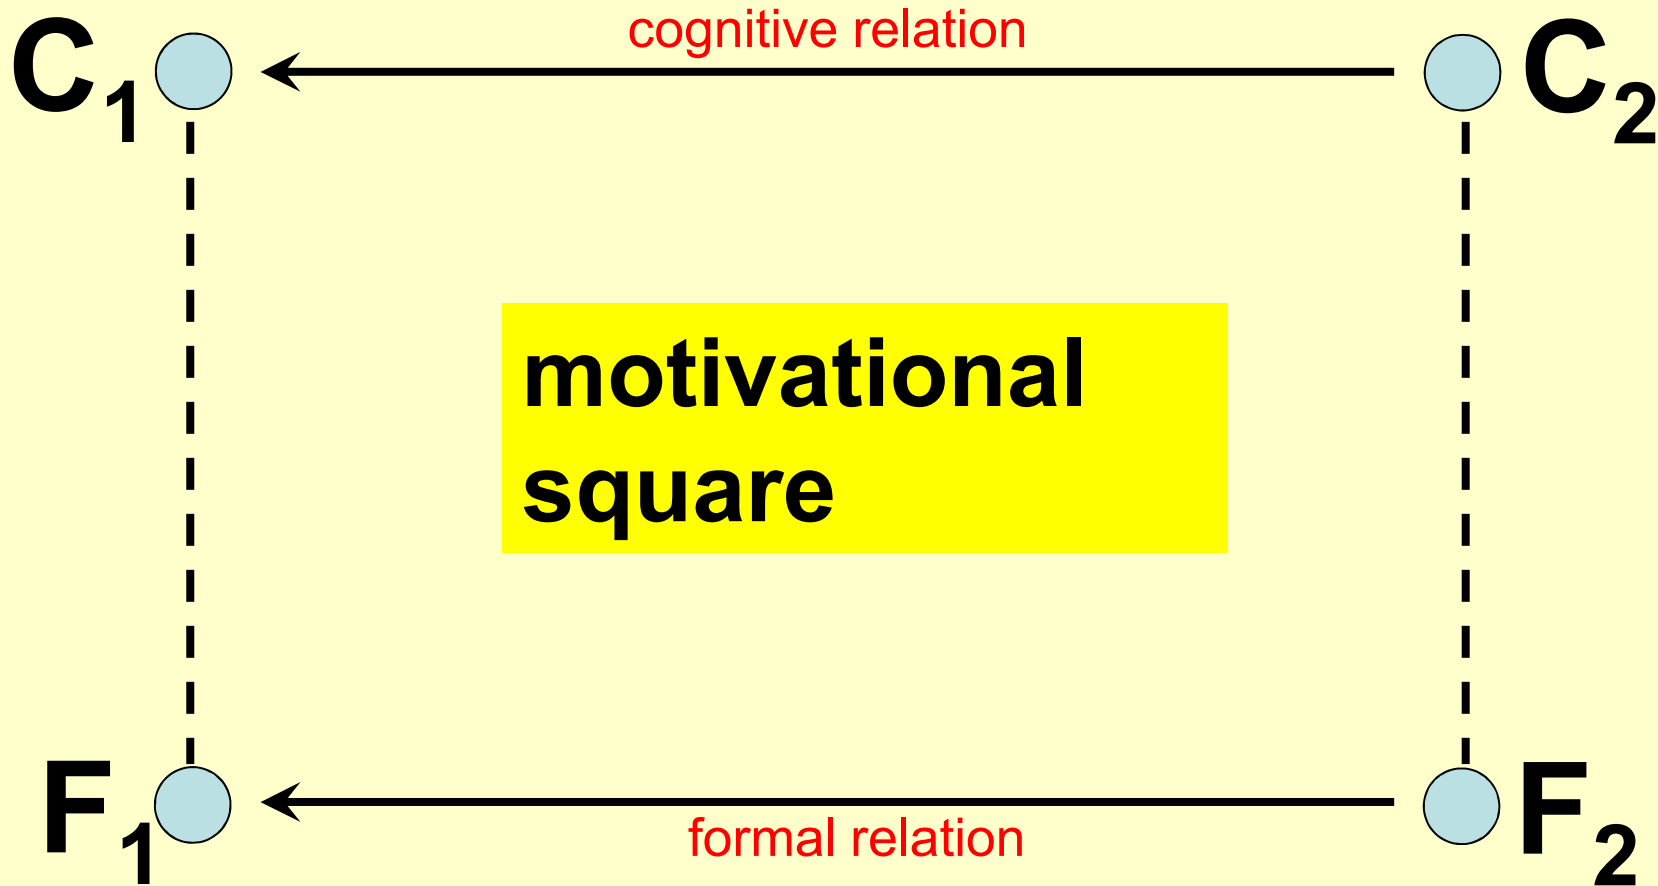 cognitive relation
C₁
C₂
motivational
square
F₁
F₂
formal relation